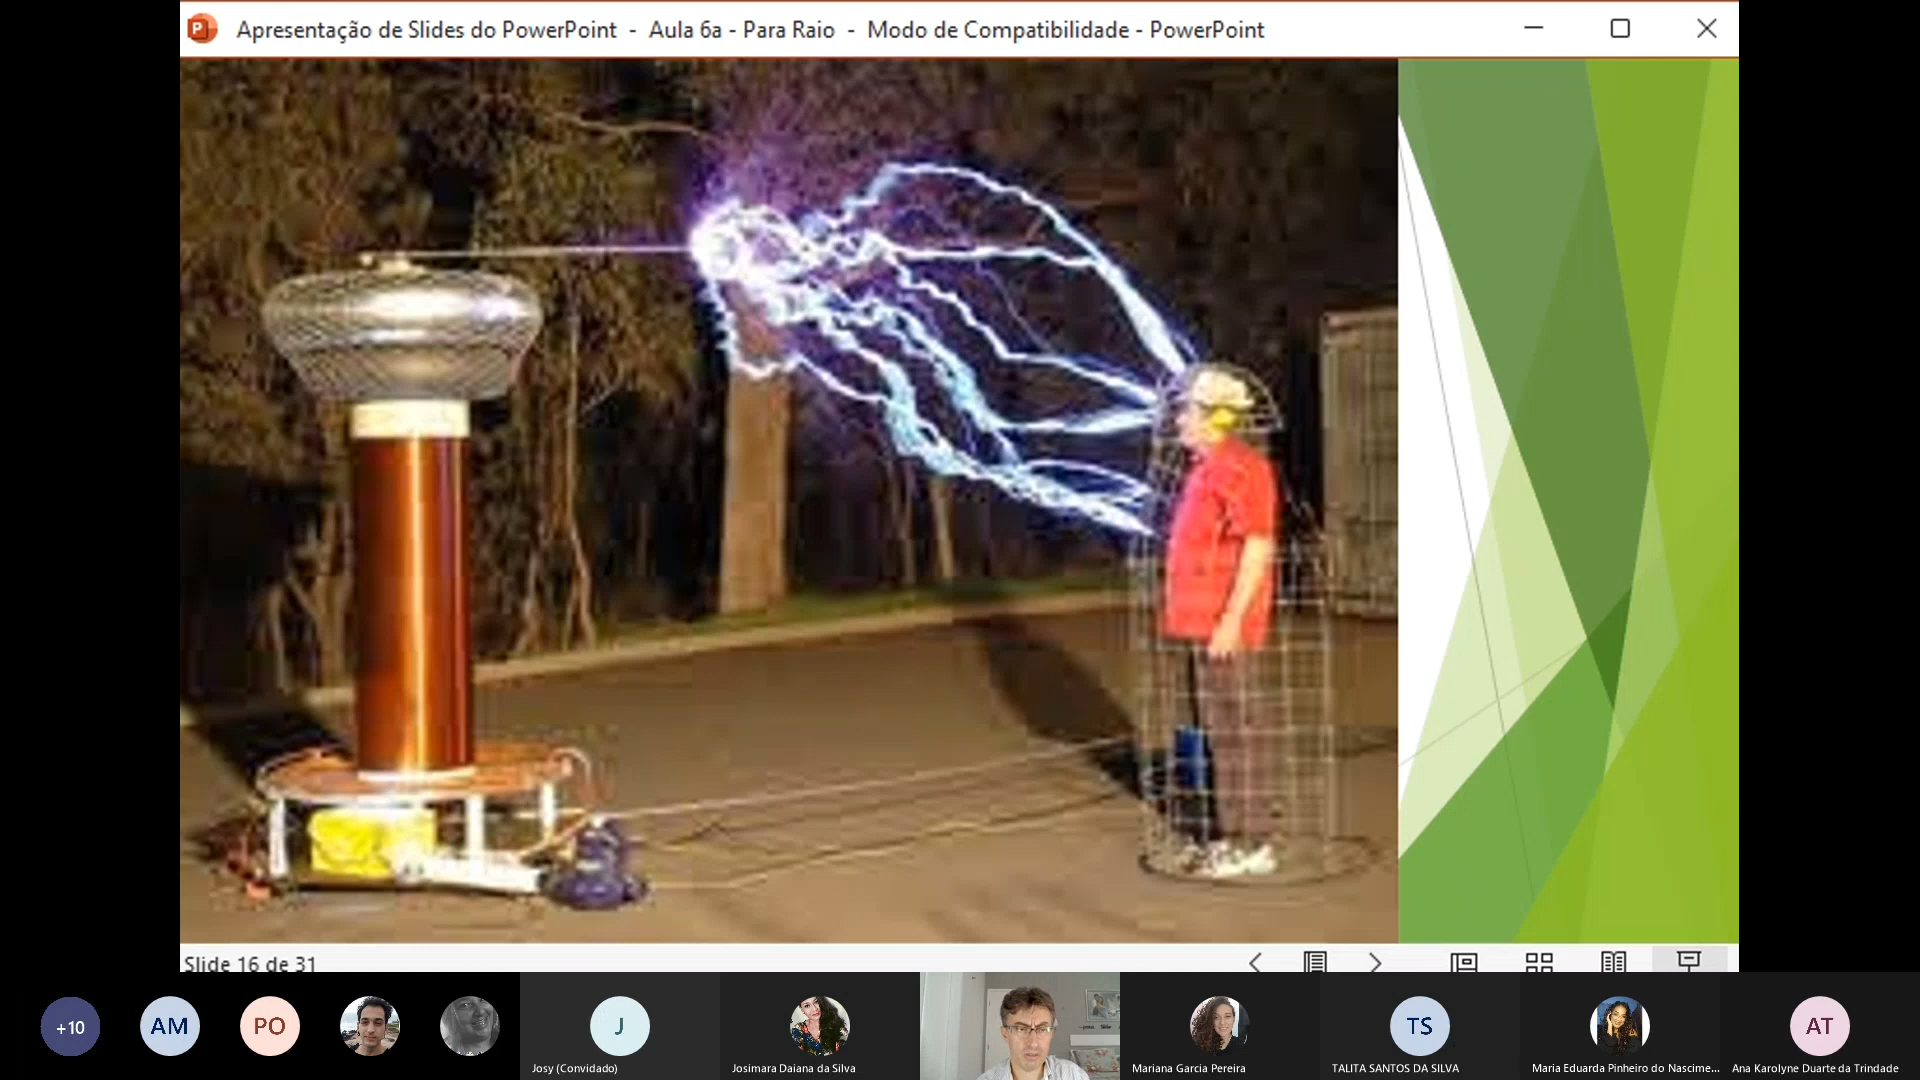 Apresentação de Slides do PowerPoint - Aula 6a - Para Raio - Modo de Compatibilidade - PowerPoint
Slide 16 de 31
+10
AM
PO
J
TS
AT
Josy (Convidado)
Josimara Daiana da Silva
Mariana Garcia Pereira
TALITA SANTOS DA SILVA
Maria Eduarda Pinheiro do Nascime...
Ana Karolyne Duarte da Trindade